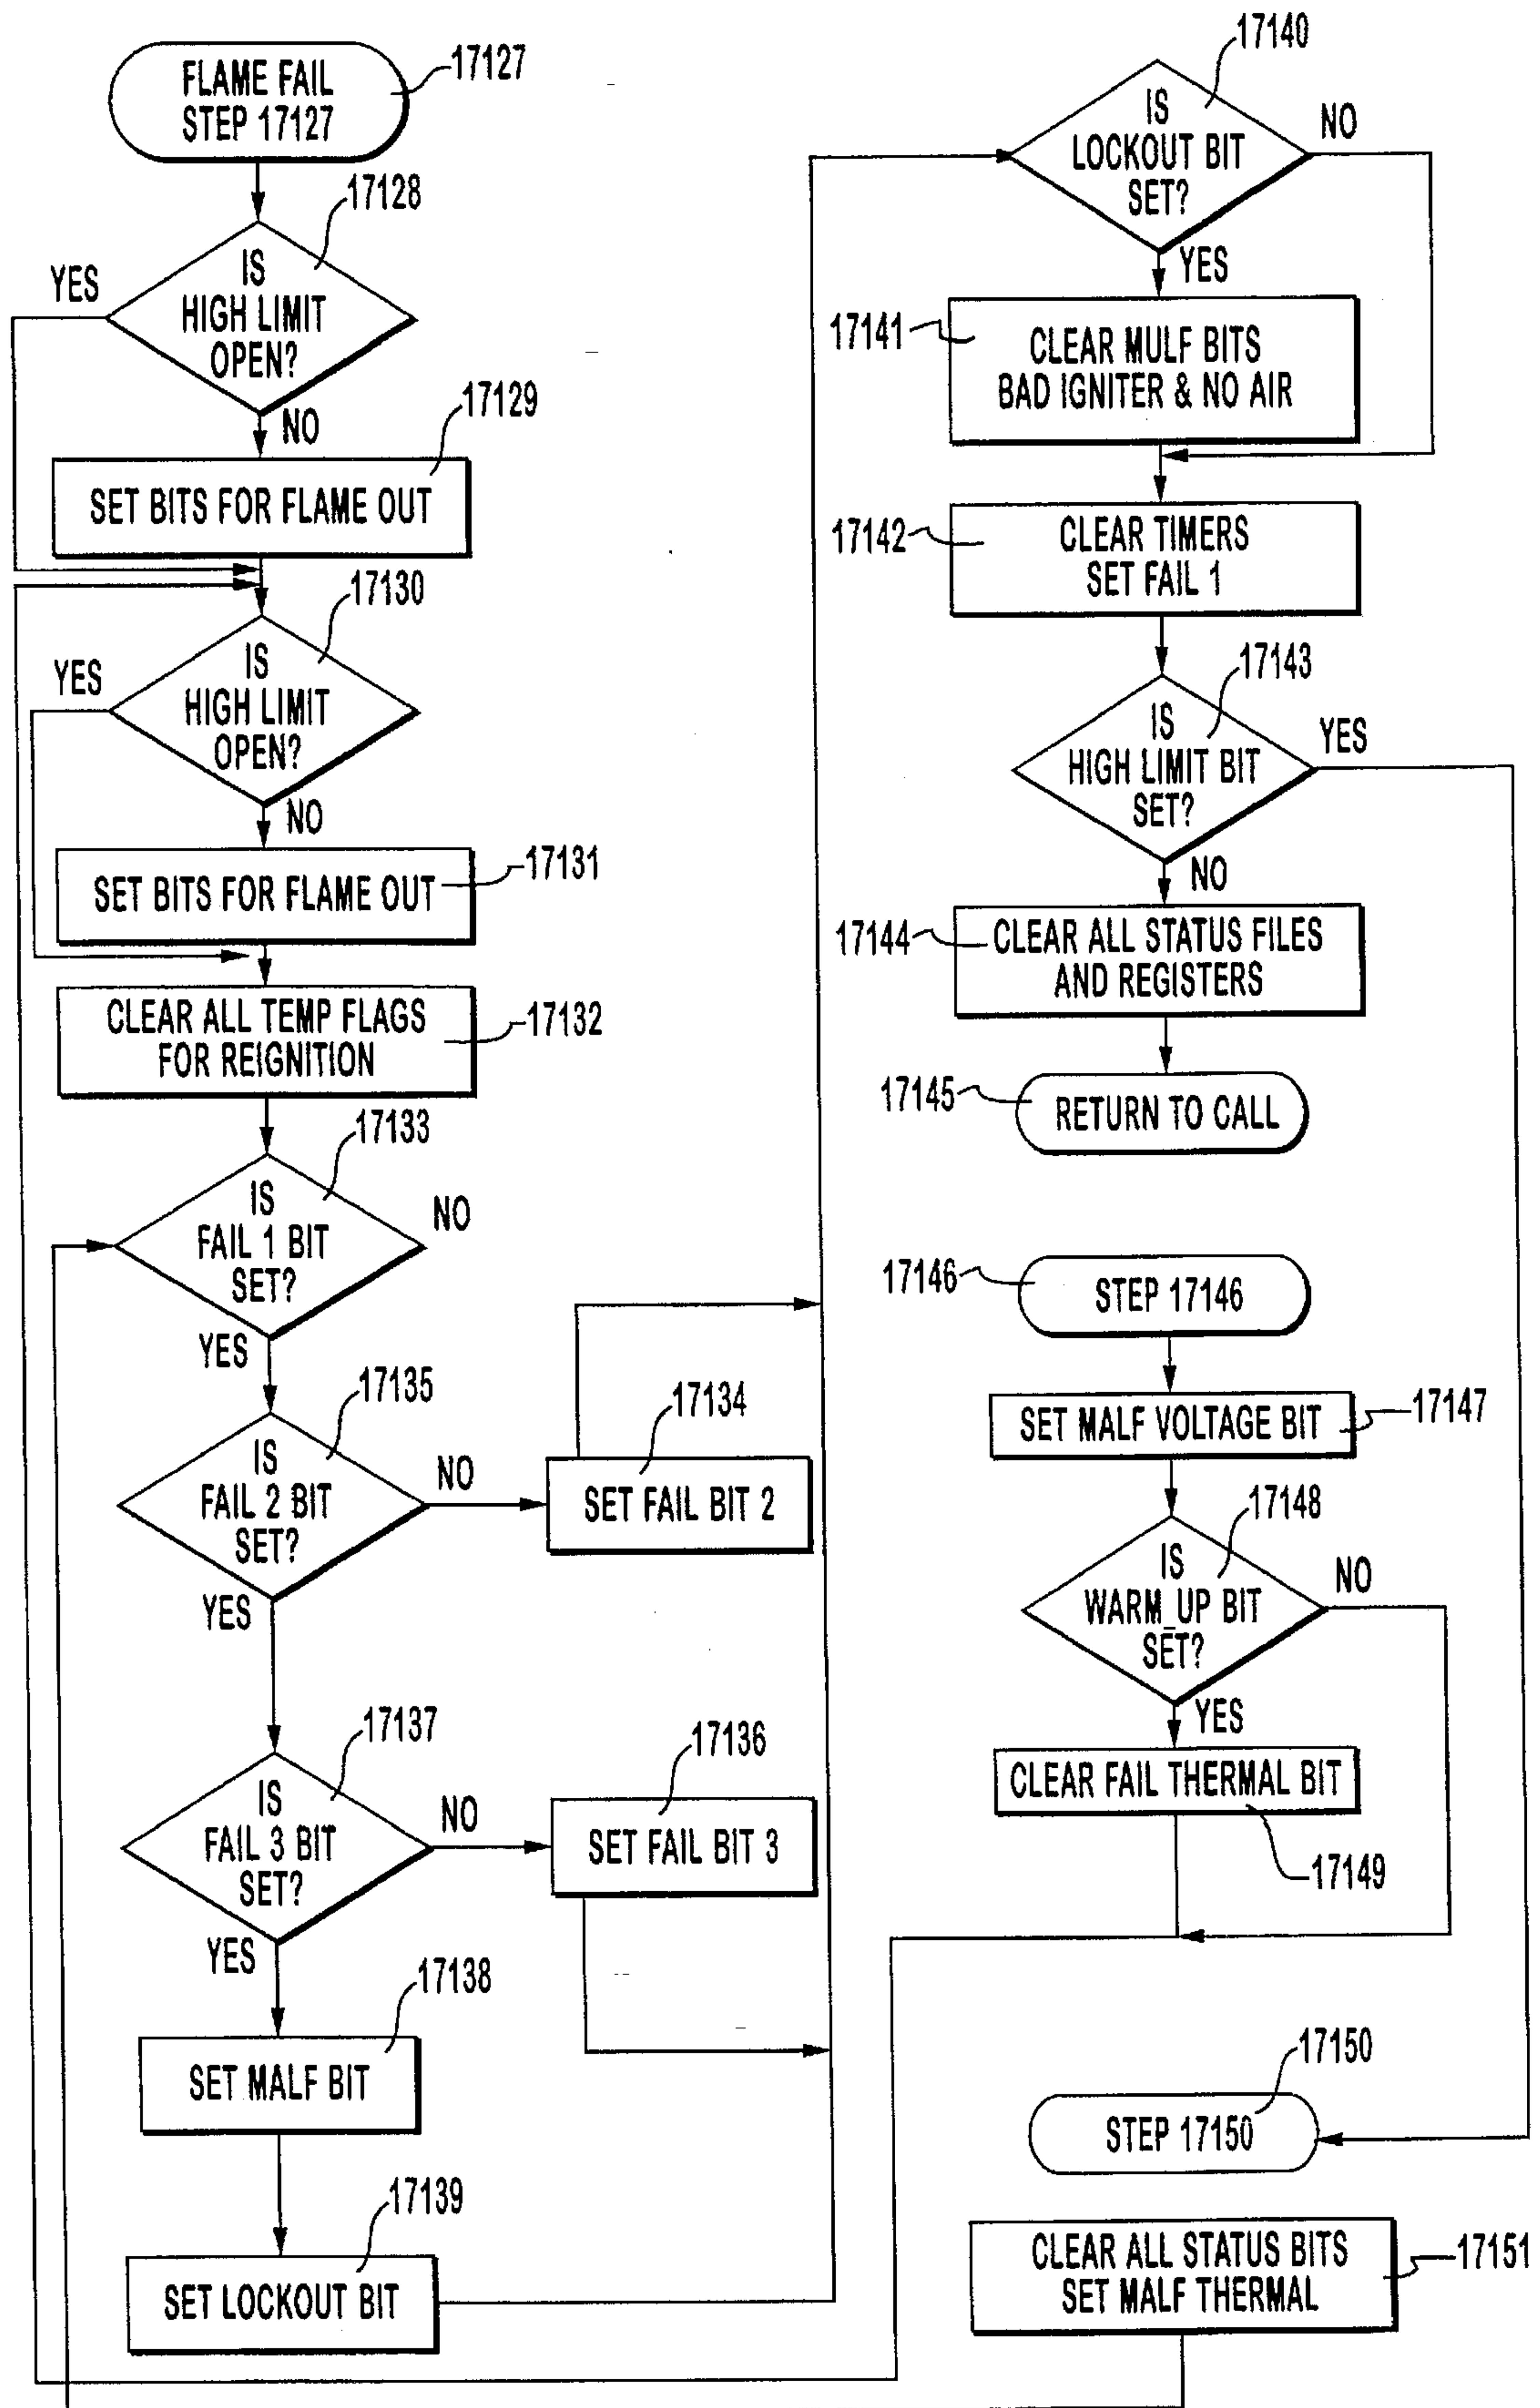 FLAME FAIL
STEP 17127
17127
17128
IS
HIGH LIMIT
OPEN?
YES
NO
17129
SET BITS FOR FLAME OUT
17130
IS
HIGH LIMIT
OPEN?
YES
NO
SET BITS FOR FLAME OUT
17131
CLEAR ALL TEMP FLAGS
FOR REIGNITION
17132
17133
IS
FAIL 1 BIT
SET?
NO
YES
17135
IS
FAIL 2 BIT
SET?
NO
YES
17134
SET FAIL BIT 2
17137
IS
FAIL 3 BIT
SET?
NO
YES
17136
SET FAIL BIT 3
17138
SET MALF BIT
17139
SET LOCKOUT BIT
17140
IS
LOCKOUT BIT
SET?
NO
YES
17141
CLEAR MULF BITS
BAD IGNITER & NO AIR
17142
CLEAR TIMERS
SET FAIL 1
17143
IS
HIGH LIMIT BIT
SET?
YES
NO
17144
CLEAR ALL STATUS FILES
AND REGISTERS
17145
RETURN TO CALL
17146
STEP 17146
SET MALF VOLTAGE BIT
17147
17148
IS
WARM_UP BIT
SET?
NO
YES
CLEAR FAIL THERMAL BIT
17149
17150
STEP 17150
CLEAR ALL STATUS BITS
SET MALF THERMAL
17151